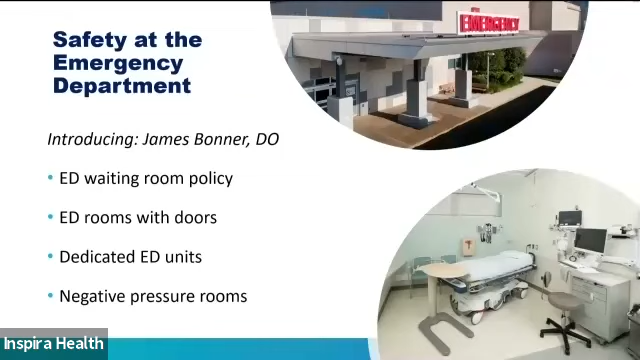 Safety at the
Emergency
Department
EMERGENCY
Introducing: James Bonner, DO
• ED waiting room policy
• ED rooms with doors
• Dedicated ED units
• Negative pressure rooms
Inspira Health